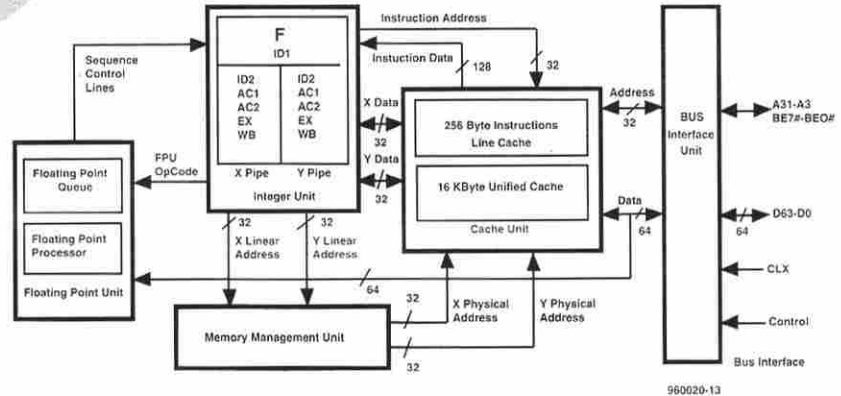 Instruction Address
F
ID1
Instuction Data
128
32
Sequence
Control
Lines
ID2
AC1
AC2
EX
WB
ID2
AC1
AC2
EX
WB
X Pipe
Y Pipe
Integer Unit
X Data
32
Y Data
32
256 Byte Instructions
Line Cache
16 KByte Unified Cache
Cache Unit
Address
32
Data
64
BUS
Interface
Unit
A31-A3
BE7#-BEO#
D63-D0
64
CLX
Control
Bus Interface
FPU
OpCode
Floating Point
Queue
Floating Point
Processor
Floating Point Unit
32
X Linear
Address
32
Y Linear
Address
64
Memory Management Unit
32
32
X Physical
Address
Y Physical
Address
960020-13